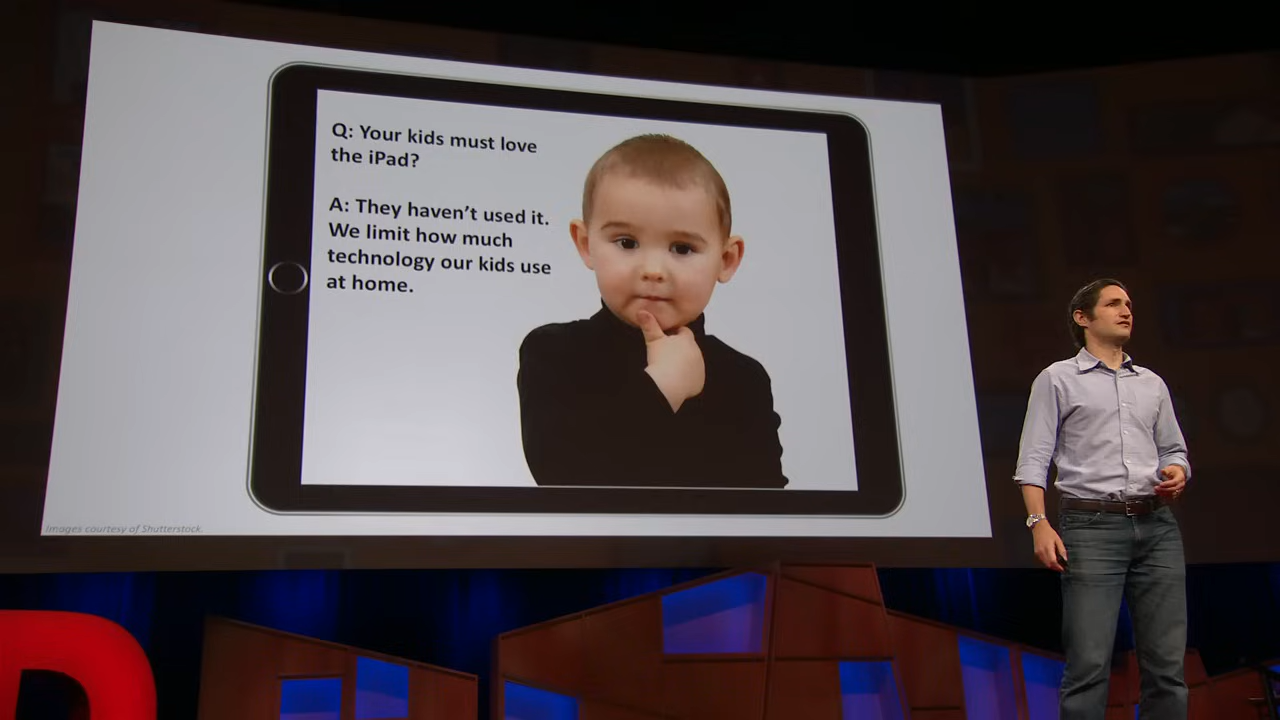 Q: Your kids must love
the iPad?
A: They haven't used it.
We limit how much
technology our kids use
at home.
Images courtesy of Shutterstock.